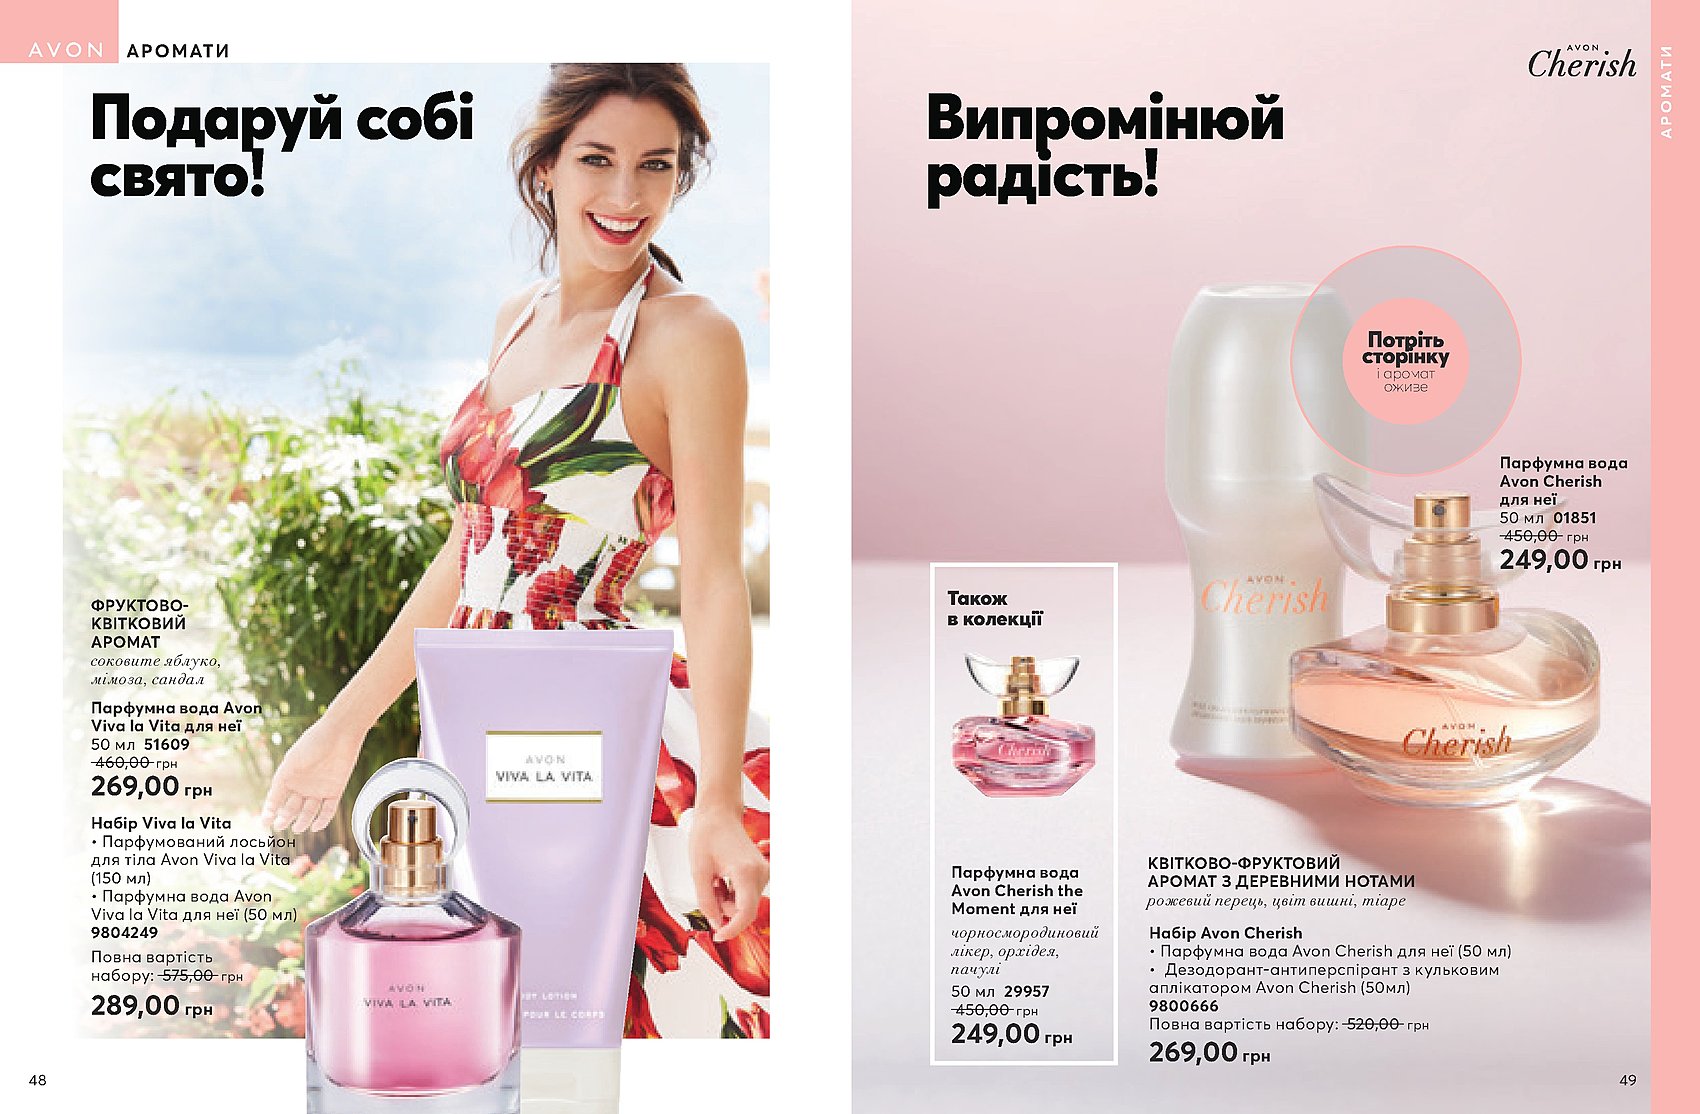 AVON АРОМАТИ
Подаруй собі
свято!
ФРУКТОВО-
КВІТКОВИЙ
АРОМАТ
соковите яблуко,
мімоза, сандал
Парфумна вода Avon
Viva la Vita для неї
50 мл 51609
460,00 грн
269,00 грн
Набір Viva la Vita
• Парфумований лосьйон
для тіла Avon Viva la Vita
(150 мл)
• Парфумна вода Avon
Viva la Vita для неї (50 мл)
9804249
Повна вартість
набору: 575,00 грн
289,00 грн
AVON
VIVA LA VITA
LOTION
POUR LE CORPS
AVON
VIVA LA VITA
48
AVON
Cherish
АРОМАТИ
Випромінюй
радість!
Потріть
сторінку
і аромат
оживе
Парфумна вода
Avon Cherish
для неї
50 мл 01851
450,00 грн
249,00 грн
AVON
Cherish
AVON
Cherish
Також
в колекції
Cherish
Парфумна вода
Avon Cherish the
Moment для неї
чорносмородиновий
лікер, орхідея,
пачулі
50 мл 29957
450,00 грн
249,00 грн
КВІТКОВО-ФРУКТОВИЙ
АРОМАТ З ДЕРЕВНИМИ НОТАМИ
рожевий перець, цвіт вишні, тіаре
Набір Avon Cherish
• Парфумна вода Avon Cherish для неї (50 мл)
• Дезодорант-антиперспірант з кульковим
аплікатором Avon Cherish (50мл)
9800666
Повна вартість набору: 520,00 грн
269,00 грн
49